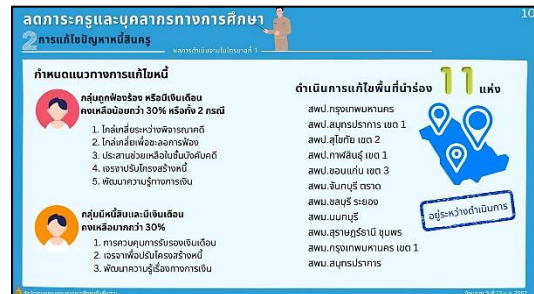 ลดภาระครูและบุคลากรทางการศึกษา
10
2 การแก้ไขปัญหาหนี้สินครู
ผลการดำเนินงานในไตรมาสที่ 1
กำหนดแนวทางการแก้ไขหนี้
กลุ่มถูกฟ้องร้อง หรือมีเงินเดือน
คงเหลือน้อยกว่า 30% หรือทั้ง 2 กรณี
1. ไกล่เกลี่ยระหว่างพิจารณาคดี
2. ไกล่เกลี่ยเพื่อชะลอการฟ้อง
3. ประสานช่วยเหลือในชั้นบังคับคดี
4. เจรจาปรับโครงสร้างหนี้
5. พัฒนาความรู้ทางการเงิน
กลุ่มมีหนี้สินและมีเงินเดือน
คงเหลือมากกว่า 30%
1. การควบคุมการรับรองเงินเดือน
2. เจรจาเพื่อปรับโครงสร้างหนี้
3. พัฒนาความรู้เรื่องทางการเงิน
ดำเนินการแก้ไขพื้นที่นำร่อง 11 แห่ง
สพป.กรุงเทพมหานคร
สพป.สมุทรปราการ เขต 1
สพป.สุโขทัย เขต 2
สพป.กาฬสินธุ์ เขต 1
สพป.ขอนแก่น เขต 3
สพม.จันทบุรี ตราด
สพม.ชลบุรี ระยอง
สพม.นนทบุรี
สพม.สุราษฎร์ธานี ชุมพร
สพม.กรุงเทพมหานคร เขต 1
สพม.สมุทรปราการ
อยู่ระหว่างดำเนินการ